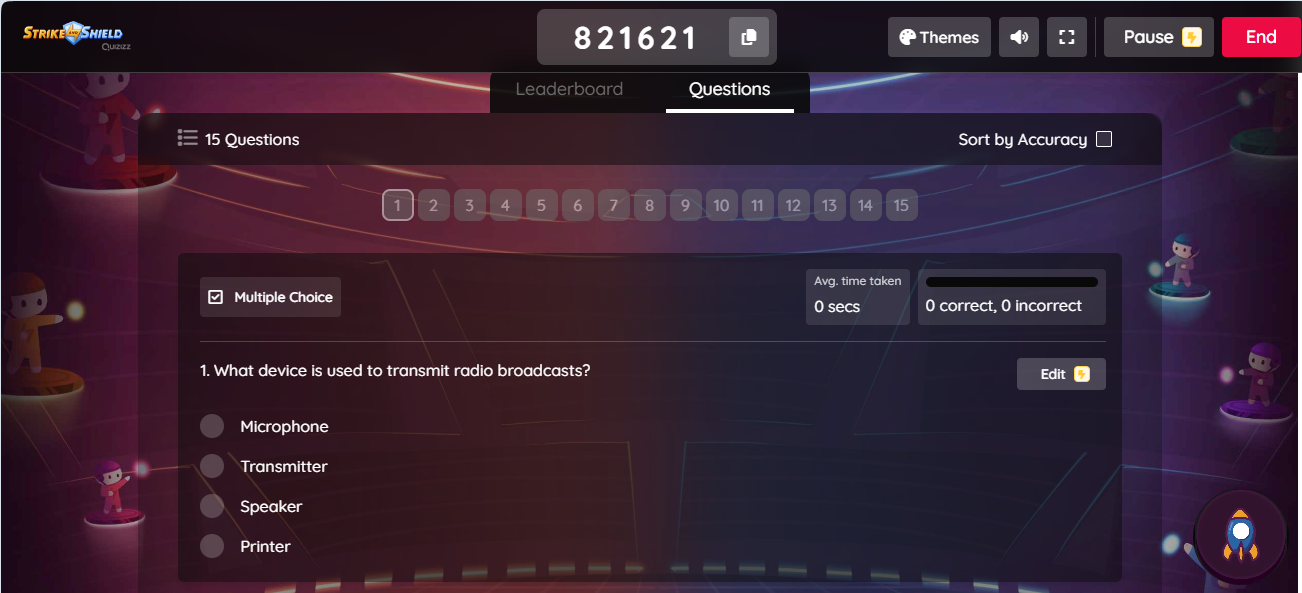 STRIKE AND SHIELD
Quizizz
821621
Themes
Pause
End
Leaderboard
Questions
15 Questions
Sort by Accuracy
1 2 3 4 5 6 7 8 9 10 11 12 13 14 15
Multiple Choice
Avg. time taken
0 secs
0 correct, 0 incorrect
1. What device is used to transmit radio broadcasts?
Edit
Microphone
Transmitter
Speaker
Printer